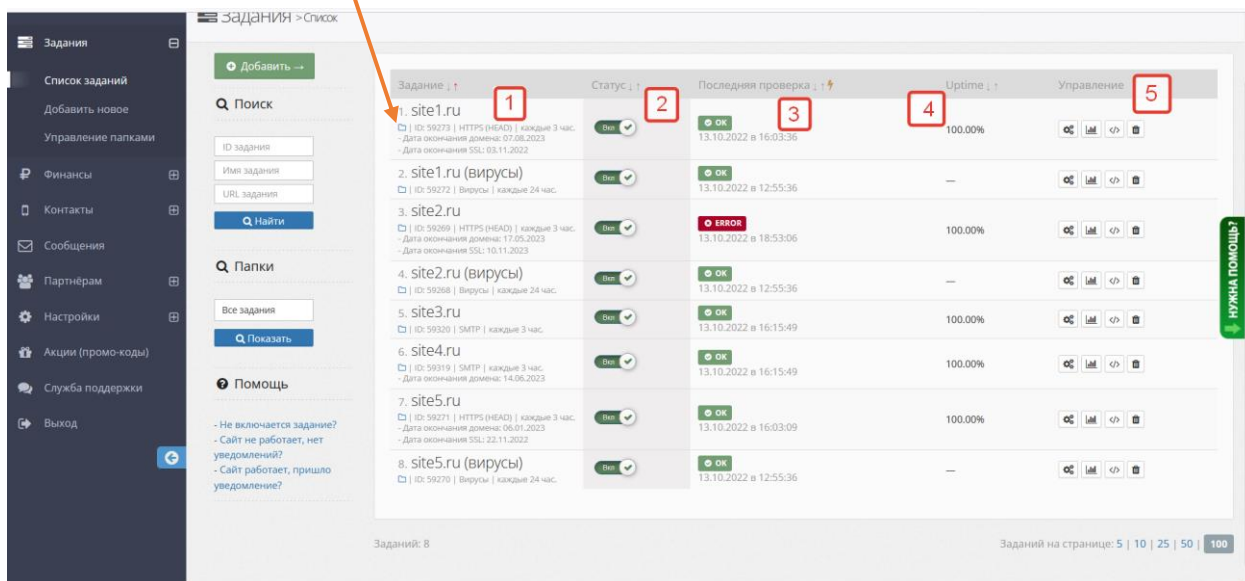 Задания > Список
Задания
Список заданий
Добавить новое
Управление папками
Финансы
Контакты
Сообщения
Партнёрам
Настройки
Акции (промо-коды)
Служба поддержки
Выход
Добавить →
Поиск
ID задания
Имя задания
URL задания
Найти
Папки
Все задания
Показать
Помощь
- Не включается задание?
- Сайт не работает, нет
уведомлений?
- Сайт работает, пришло
уведомление?
Задание ↓ ↑ 1 Статус ↓ ↑ 2 Последняя проверка ↓ ↑ 3 Uptime ↓ ↑ 4 Управление 5
1. site1.ru
| ID: 59273 | HTTPS (HEAD) | каждые 3 час.
- Дата окончания домена: 07.08.2023
- Дата окончания SSL: 03.11.2022
Вкл
OK
13.10.2022 в 16:03:36
100.00%
2. site1.ru (вирусы)
| ID: 59272 | Вирусы | каждые 24 час.
Вкл
OK
13.10.2022 в 12:55:36
—
3. site2.ru
| ID: 59269 | HTTPS (HEAD) | каждые 3 час.
- Дата окончания домена: 17.05.2023
- Дата окончания SSL: 10.11.2023
Вкл
ERROR
13.10.2022 в 18:53:06
100.00%
4. site2.ru (вирусы)
| ID: 59268 | Вирусы | каждые 24 час.
Вкл
OK
13.10.2022 в 12:55:36
—
5. site3.ru
| ID: 59320 | SMTP | каждые 3 час.
Вкл
OK
13.10.2022 в 16:15:49
100.00%
6. site4.ru
| ID: 59319 | SMTP | каждые 3 час.
- Дата окончания домена: 14.06.2023
Вкл
OK
13.10.2022 в 16:15:49
100.00%
7. site5.ru
| ID: 59271 | HTTPS (HEAD) | каждые 3 час.
- Дата окончания домена: 06.01.2023
- Дата окончания SSL: 22.11.2022
Вкл
OK
13.10.2022 в 16:03:09
100.00%
8. site5.ru (вирусы)
| ID: 59270 | Вирусы | каждые 24 час.
Вкл
OK
13.10.2022 в 12:55:36
—
Заданий: 8
Заданий на странице: 5 | 10 | 25 | 50 | 100
НУЖНА ПОМОЩЬ?